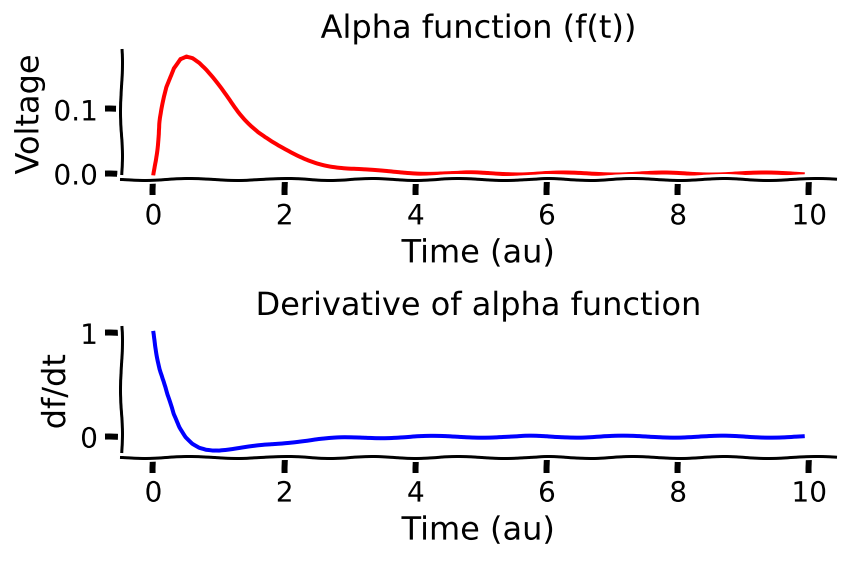 Alpha function (f(t))
Voltage
0.1
0.0
0 2 4 6 8 10
Time (au)
Derivative of alpha function
df/dt
1
0
0 2 4 6 8 10
Time (au)